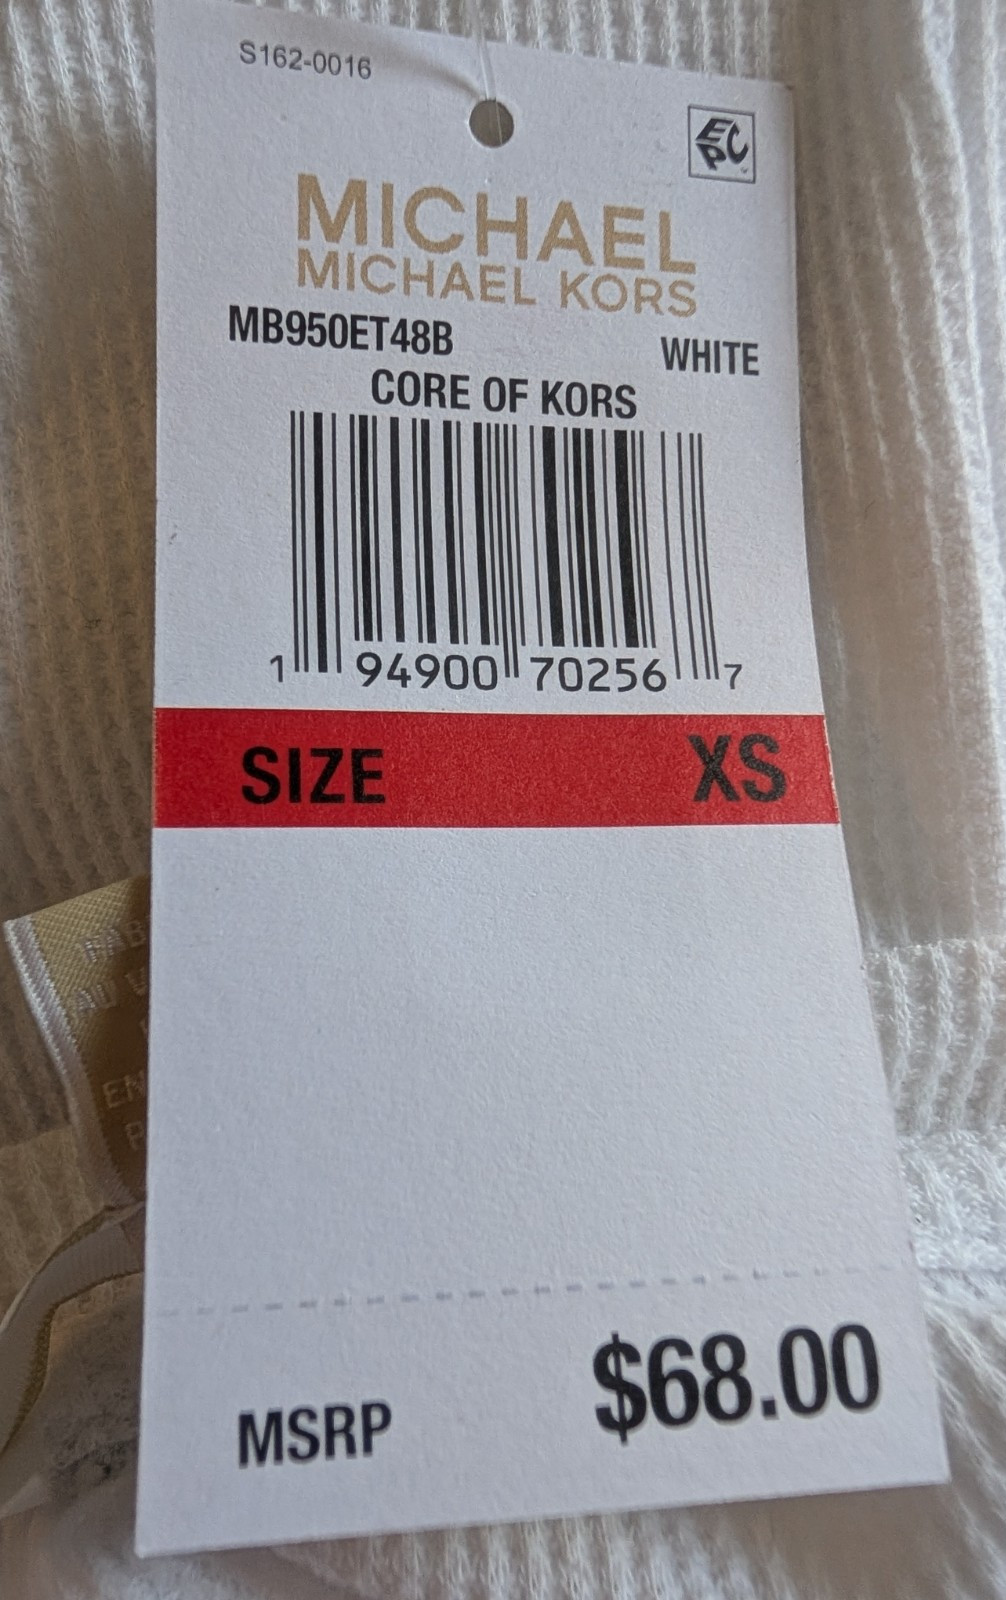 S162-0016
EPC
MICHAEL
MICHAEL KORS
MB950ET48B WHITE
CORE OF KORS
1 94900 70256 7
SIZE XS
MSRP $68.00